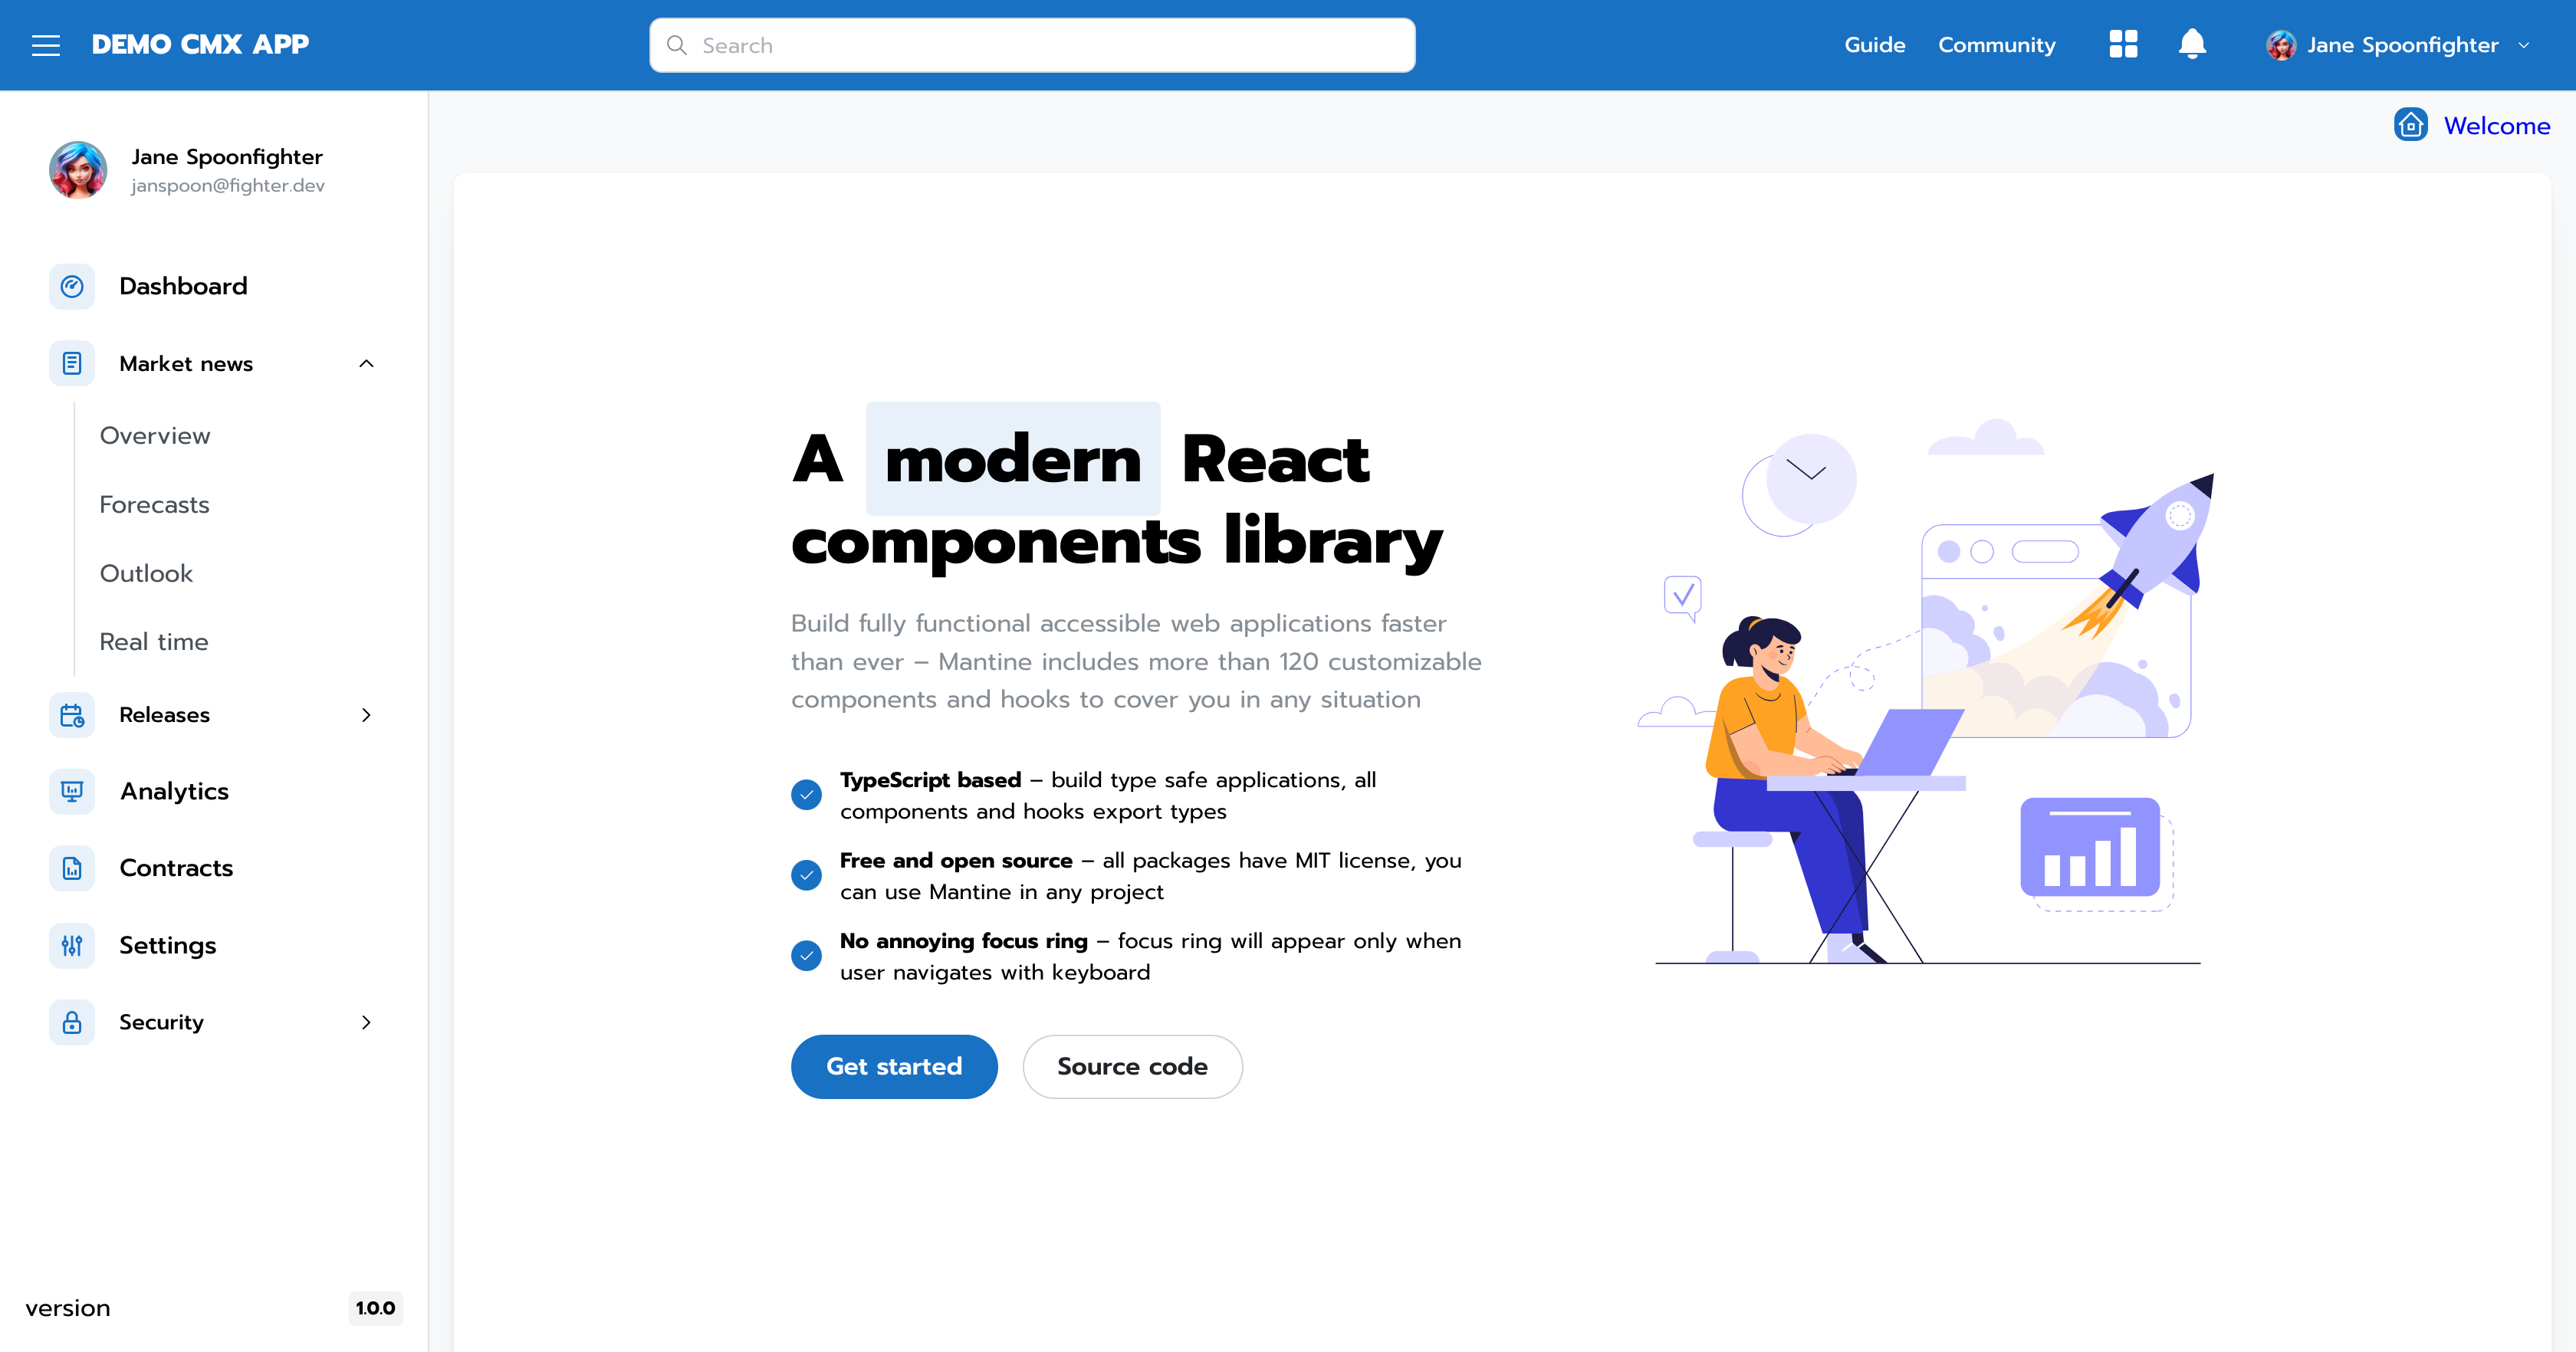 DEMO CMX APP
Search
Guide
Community
Jane Spoonfighter
Welcome
Jane Spoonfighter
janspoon@fighter.dev
Dashboard
Market news
Overview
Forecasts
Outlook
Real time
Releases
Analytics
Contracts
Settings
Security
version
1.0.0
A modern React
components library
Build fully functional accessible web applications faster
than ever – Mantine includes more than 120 customizable
components and hooks to cover you in any situation
TypeScript based – build type safe applications, all
components and hooks export types
Free and open source – all packages have MIT license, you
can use Mantine in any project
No annoying focus ring – focus ring will appear only when
user navigates with keyboard
Get started
Source code